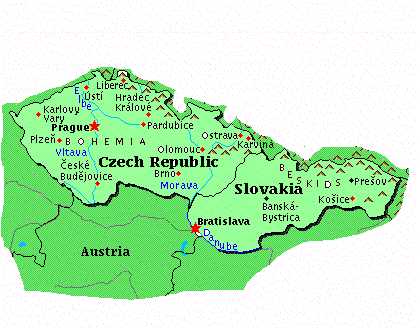 Liberec
Elbe
Ústí
Hradec
Králové
Karlovy
Vary
Prague
Pardubice
Ostrava
Karviná
Plzeň
BOHEMIA
Vltava
Olomouc
Czech Republic
České
Budějovice
Brno
Morava
BESKIDS
Prešov
Slovakia
Banská-
Bystrica
Košice
Bratislava
Danube
Austria